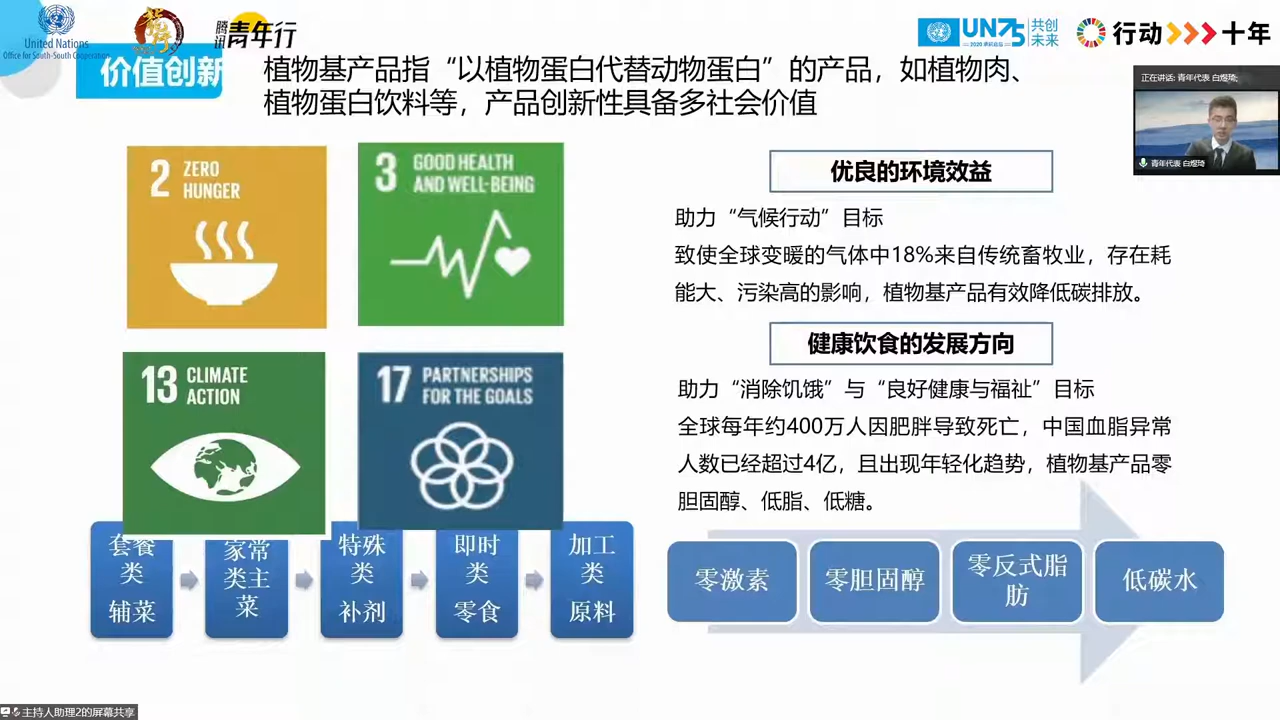 United Nations
Office for South-South Cooperation
腾讯青年行
UN75
2020 及以后
共创
未来
行动
十年
价值创新
植物基产品指“以植物蛋白代替动物蛋白”的产品，如植物肉、
植物蛋白饮料等，产品创新性具备多社会价值
正在讲话: 青年代表 白煜琦;
青年代表 白煜琦
2 ZERO
HUNGER
3 GOOD HEALTH
AND WELL-BEING
13 CLIMATE
ACTION
17 PARTNERSHIPS
FOR THE GOALS
优良的环境效益
助力“气候行动”目标
致使全球变暖的气体中18%来自传统畜牧业，存在耗
能大、污染高的影响，植物基产品有效降低碳排放。
健康饮食的发展方向
助力“消除饥饿”与“良好健康与福祉”目标
全球每年约400万人因肥胖导致死亡，中国血脂异常
人数已经超过4亿，且出现年轻化趋势，植物基产品零
胆固醇、低脂、低糖。
套餐
类
辅菜
家常
类主
菜
特殊
类
补剂
即时
类
零食
加工
类
原料
零激素
零胆固醇
零反式脂
肪
低碳水
主持人助理2的屏幕共享